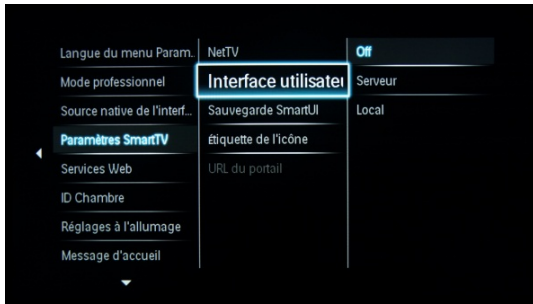 Langue du menu Param.
Mode professionnel
Source native de l'interf...
Paramètres SmartTV
Services Web
ID Chambre
Réglages à l'allumage
Message d'accueil
NetTV
Interface utilisateu
Sauvegarde SmartUI
étiquette de l'icône
URL du portail
Off
Serveur
Local